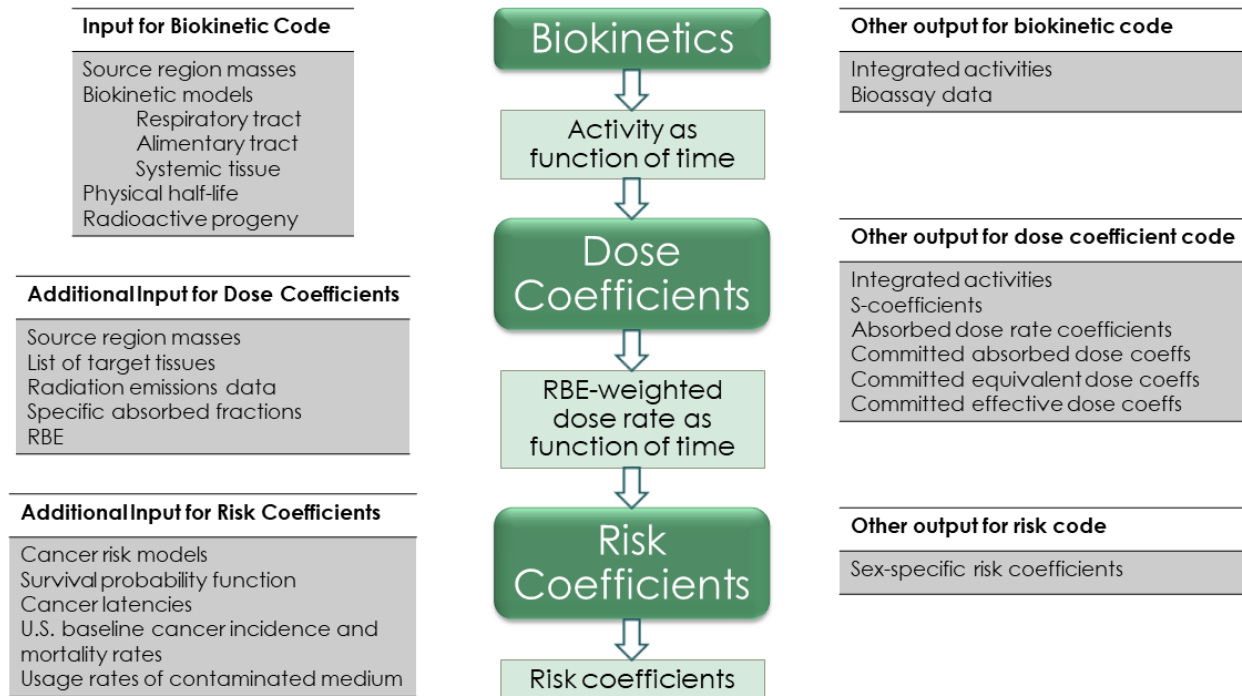 Input for Biokinetic Code
Source region masses
Biokinetic models
Respiratory tract
Alimentary tract
Systemic tissue
Physical half-life
Radioactive progeny
Additional Input for Dose Coefficients
Source region masses
List of target tissues
Radiation emissions data
Specific absorbed fractions
RBE
Additional Input for Risk Coefficients
Cancer risk models
Survival probability function
Cancer latencies
U.S. baseline cancer incidence and
mortality rates
Usage rates of contaminated medium
Biokinetics
Activity as
function of time
Dose
Coefficients
RBE-weighted
dose rate as
function of time
Risk
Coefficients
Risk coefficients
Other output for biokinetic code
Integrated activities
Bioassay data
Other output for dose coefficient code
Integrated activities
S-coefficients
Absorbed dose rate coefficients
Committed absorbed dose coeffs
Committed equivalent dose coeffs
Committed effective dose coeffs
Other output for risk code
Sex-specific risk coefficients